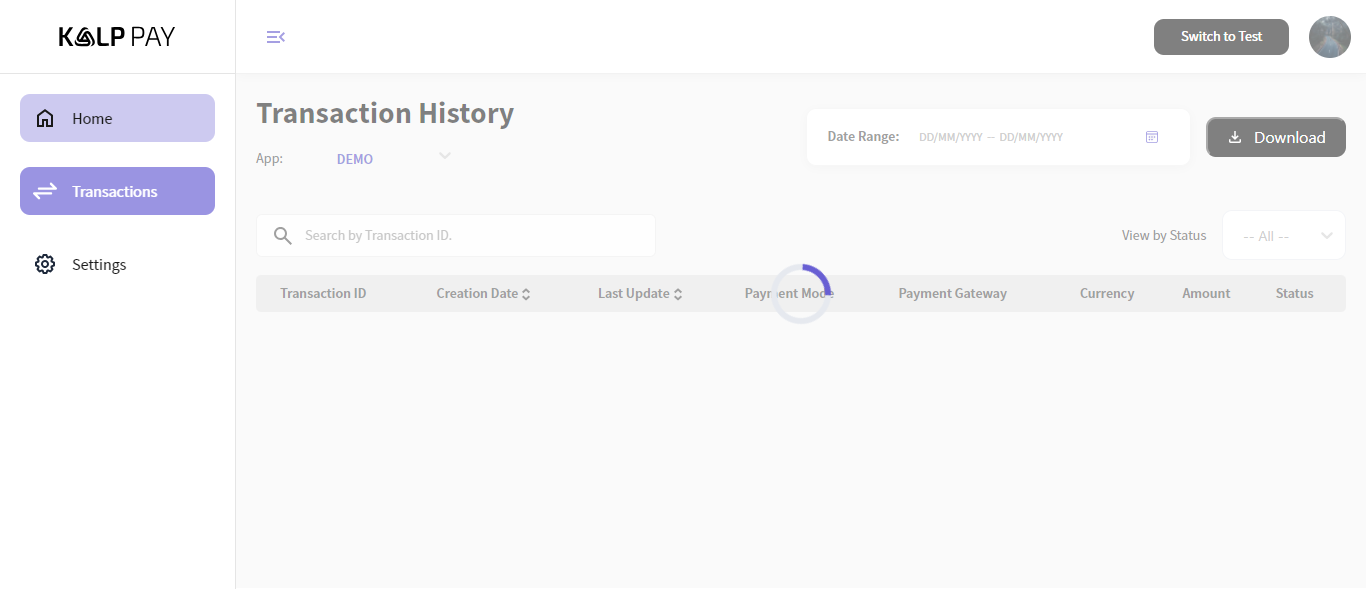 KALP PAY
Switch to Test
Home
Transactions
Settings
Transaction History
App: DEMO
Date Range: DD/MM/YYYY – DD/MM/YYYY
Download
Search by Transaction ID.
View by Status -- All --
Transaction ID Creation Date Last Update Payment Mode Payment Gateway Currency Amount Status